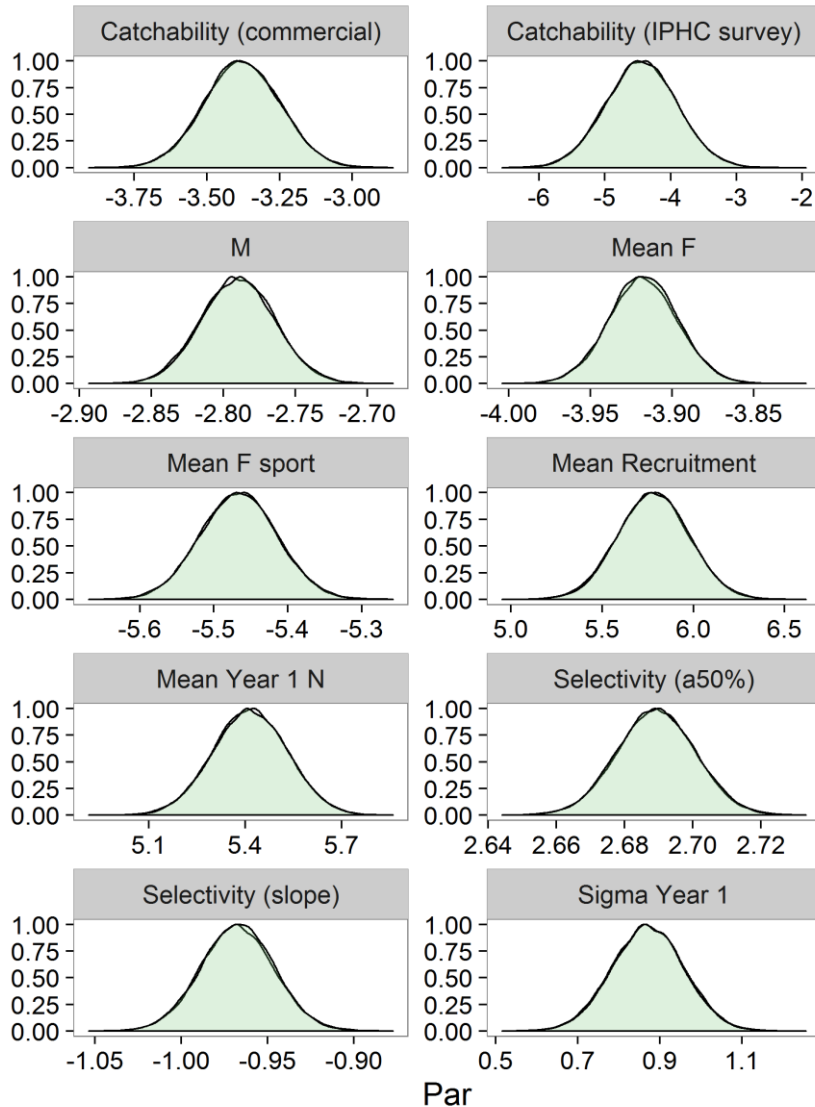 Catchability (commercial) Catchability (IPHC survey)
1.00 1.00
0.75 0.75
0.50 0.50
0.25 0.25
0.00 0.00
-3.75 -3.50 -3.25 -3.00 -6 -5 -4 -3 -2
M Mean F
1.00 1.00
0.75 0.75
0.50 0.50
0.25 0.25
0.00 0.00
-2.90 -2.85 -2.80 -2.75 -2.70 -4.00 -3.95 -3.90 -3.85
Mean F sport Mean Recruitment
1.00 1.00
0.75 0.75
0.50 0.50
0.25 0.25
0.00 0.00
-5.6 -5.5 -5.4 -5.3 5.0 5.5 6.0 6.5
Mean Year 1 N Selectivity (a50%)
1.00 1.00
0.75 0.75
0.50 0.50
0.25 0.25
0.00 0.00
5.1 5.4 5.7 2.64 2.66 2.68 2.70 2.72
Selectivity (slope) Sigma Year 1
1.00 1.00
0.75 0.75
0.50 0.50
0.25 0.25
0.00 0.00
-1.05 -1.00 -0.95 -0.90 0.5 0.7 0.9 1.1
Par